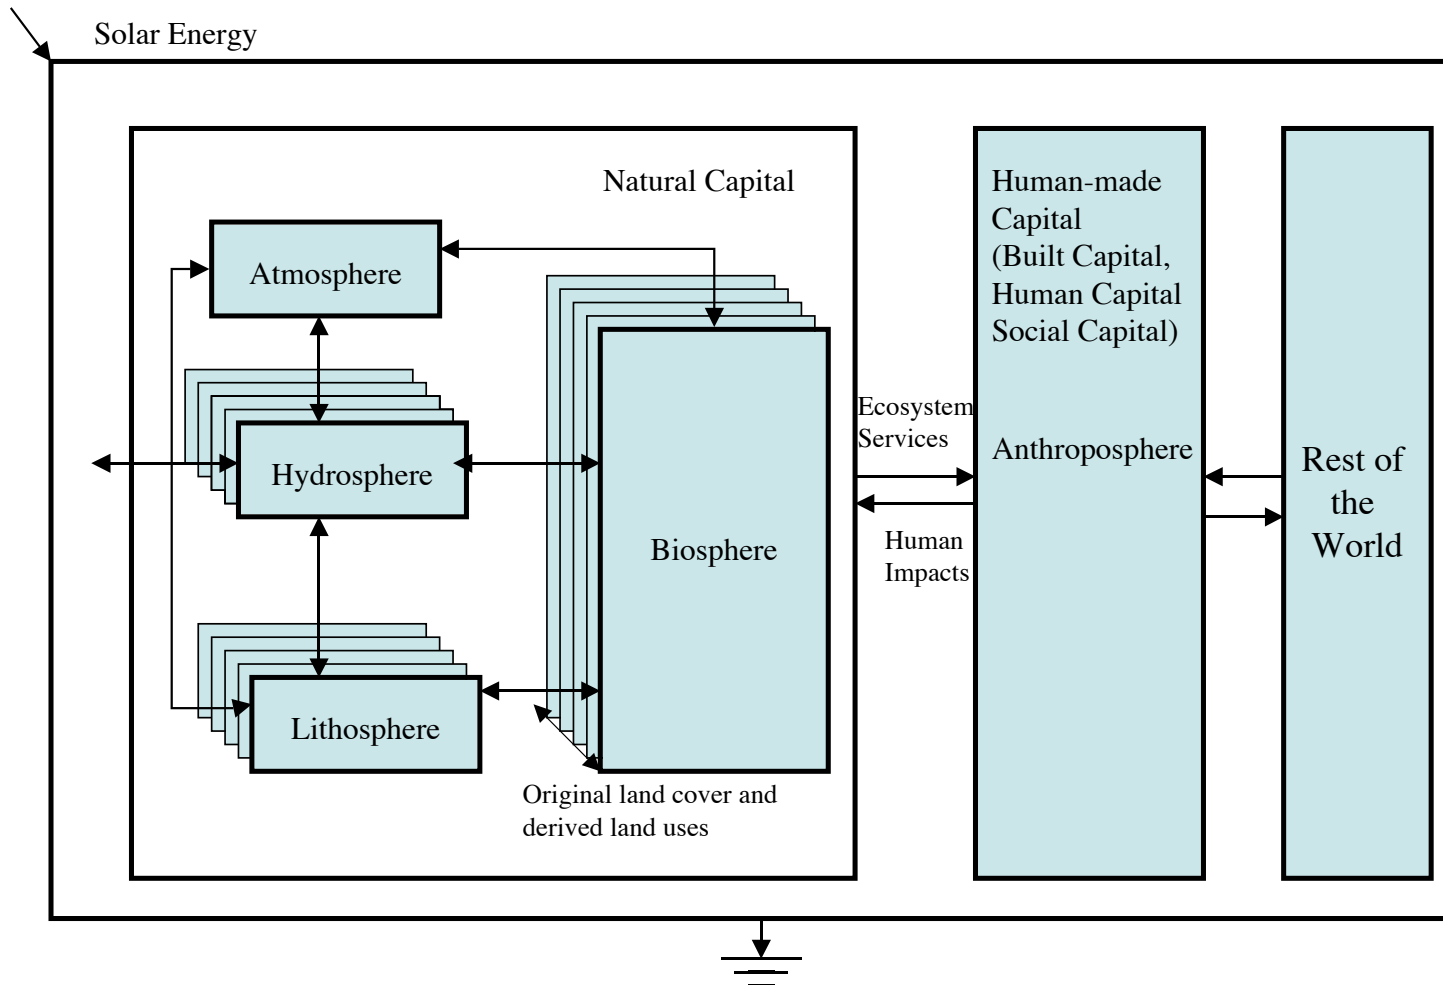 Solar Energy
Natural Capital
Atmosphere
Hydrosphere
Lithosphere
Biosphere
Original land cover and
derived land uses
Ecosystem
Services
Human
Impacts
Human-made
Capital
(Built Capital,
Human Capital
Social Capital)
Anthroposphere
Rest of
the
World